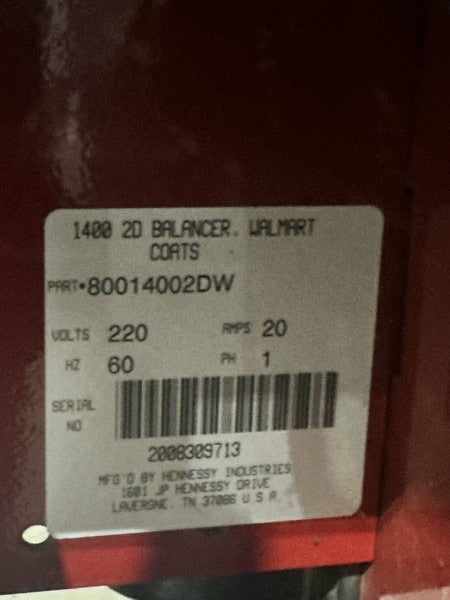 1400 2D BALANCER. WALMART
COATS
PART•80014002DW
VOLTS 220 AMPS 20
HZ 60 PH 1
SERIAL
NO
2008309713
MFG'D BY HENNESSY INDUSTRIES
1601 JP HENNESSY DRIVE
LAVERGNE, TN 37086 U S A.